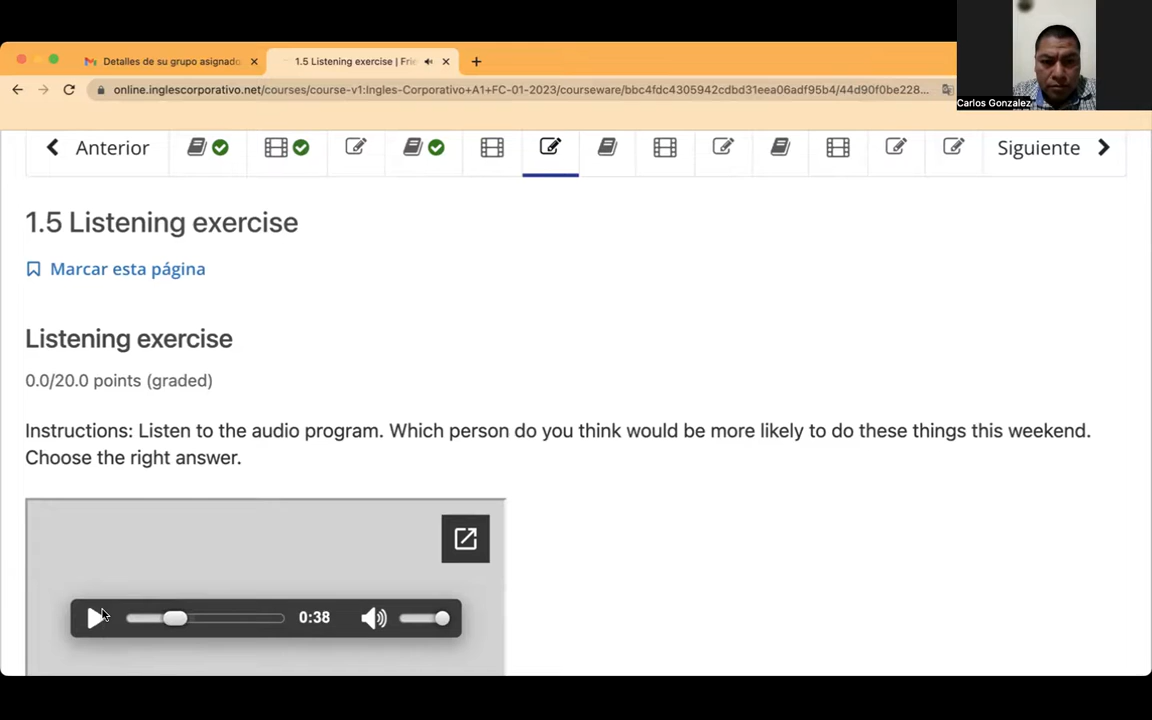 Detalles de su grupo asignado
1.5 Listening exercise | Frie
online.inglescorporativo.net/courses/course-v1:Ingles-Corporativo+A1+FC-01-2023/courseware/bbc4fdc4305942cdbd31eea06adf95b4/44d90f0be228...
Carlos Gonzalez
Anterior
Siguiente
1.5 Listening exercise
Marcar esta página
Listening exercise
0.0/20.0 points (graded)
Instructions: Listen to the audio program. Which person do you think would be more likely to do these things this weekend.
Choose the right answer.
0:38